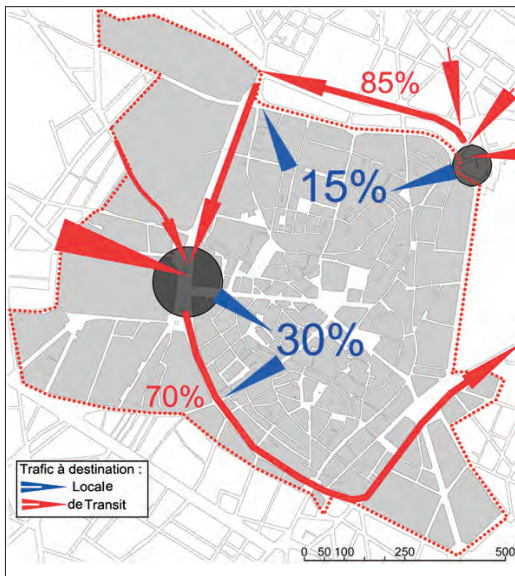 85%
15%
30%
70%
Trafic à destination :
Locale
de Transit
0 50 100 250 500